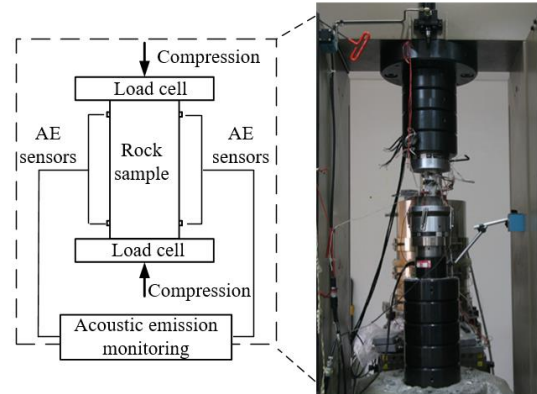 Compression
Load cell
AE
sensors
Rock
sample
AE
sensors
Load cell
Compression
Acoustic emission
monitoring